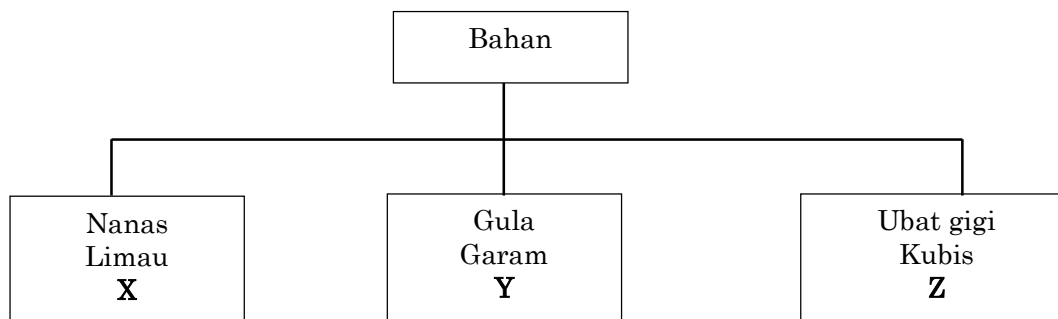 Bahan
Nanas
Limau
X
Gula
Garam
Y
Ubat gigi
Kubis
Z